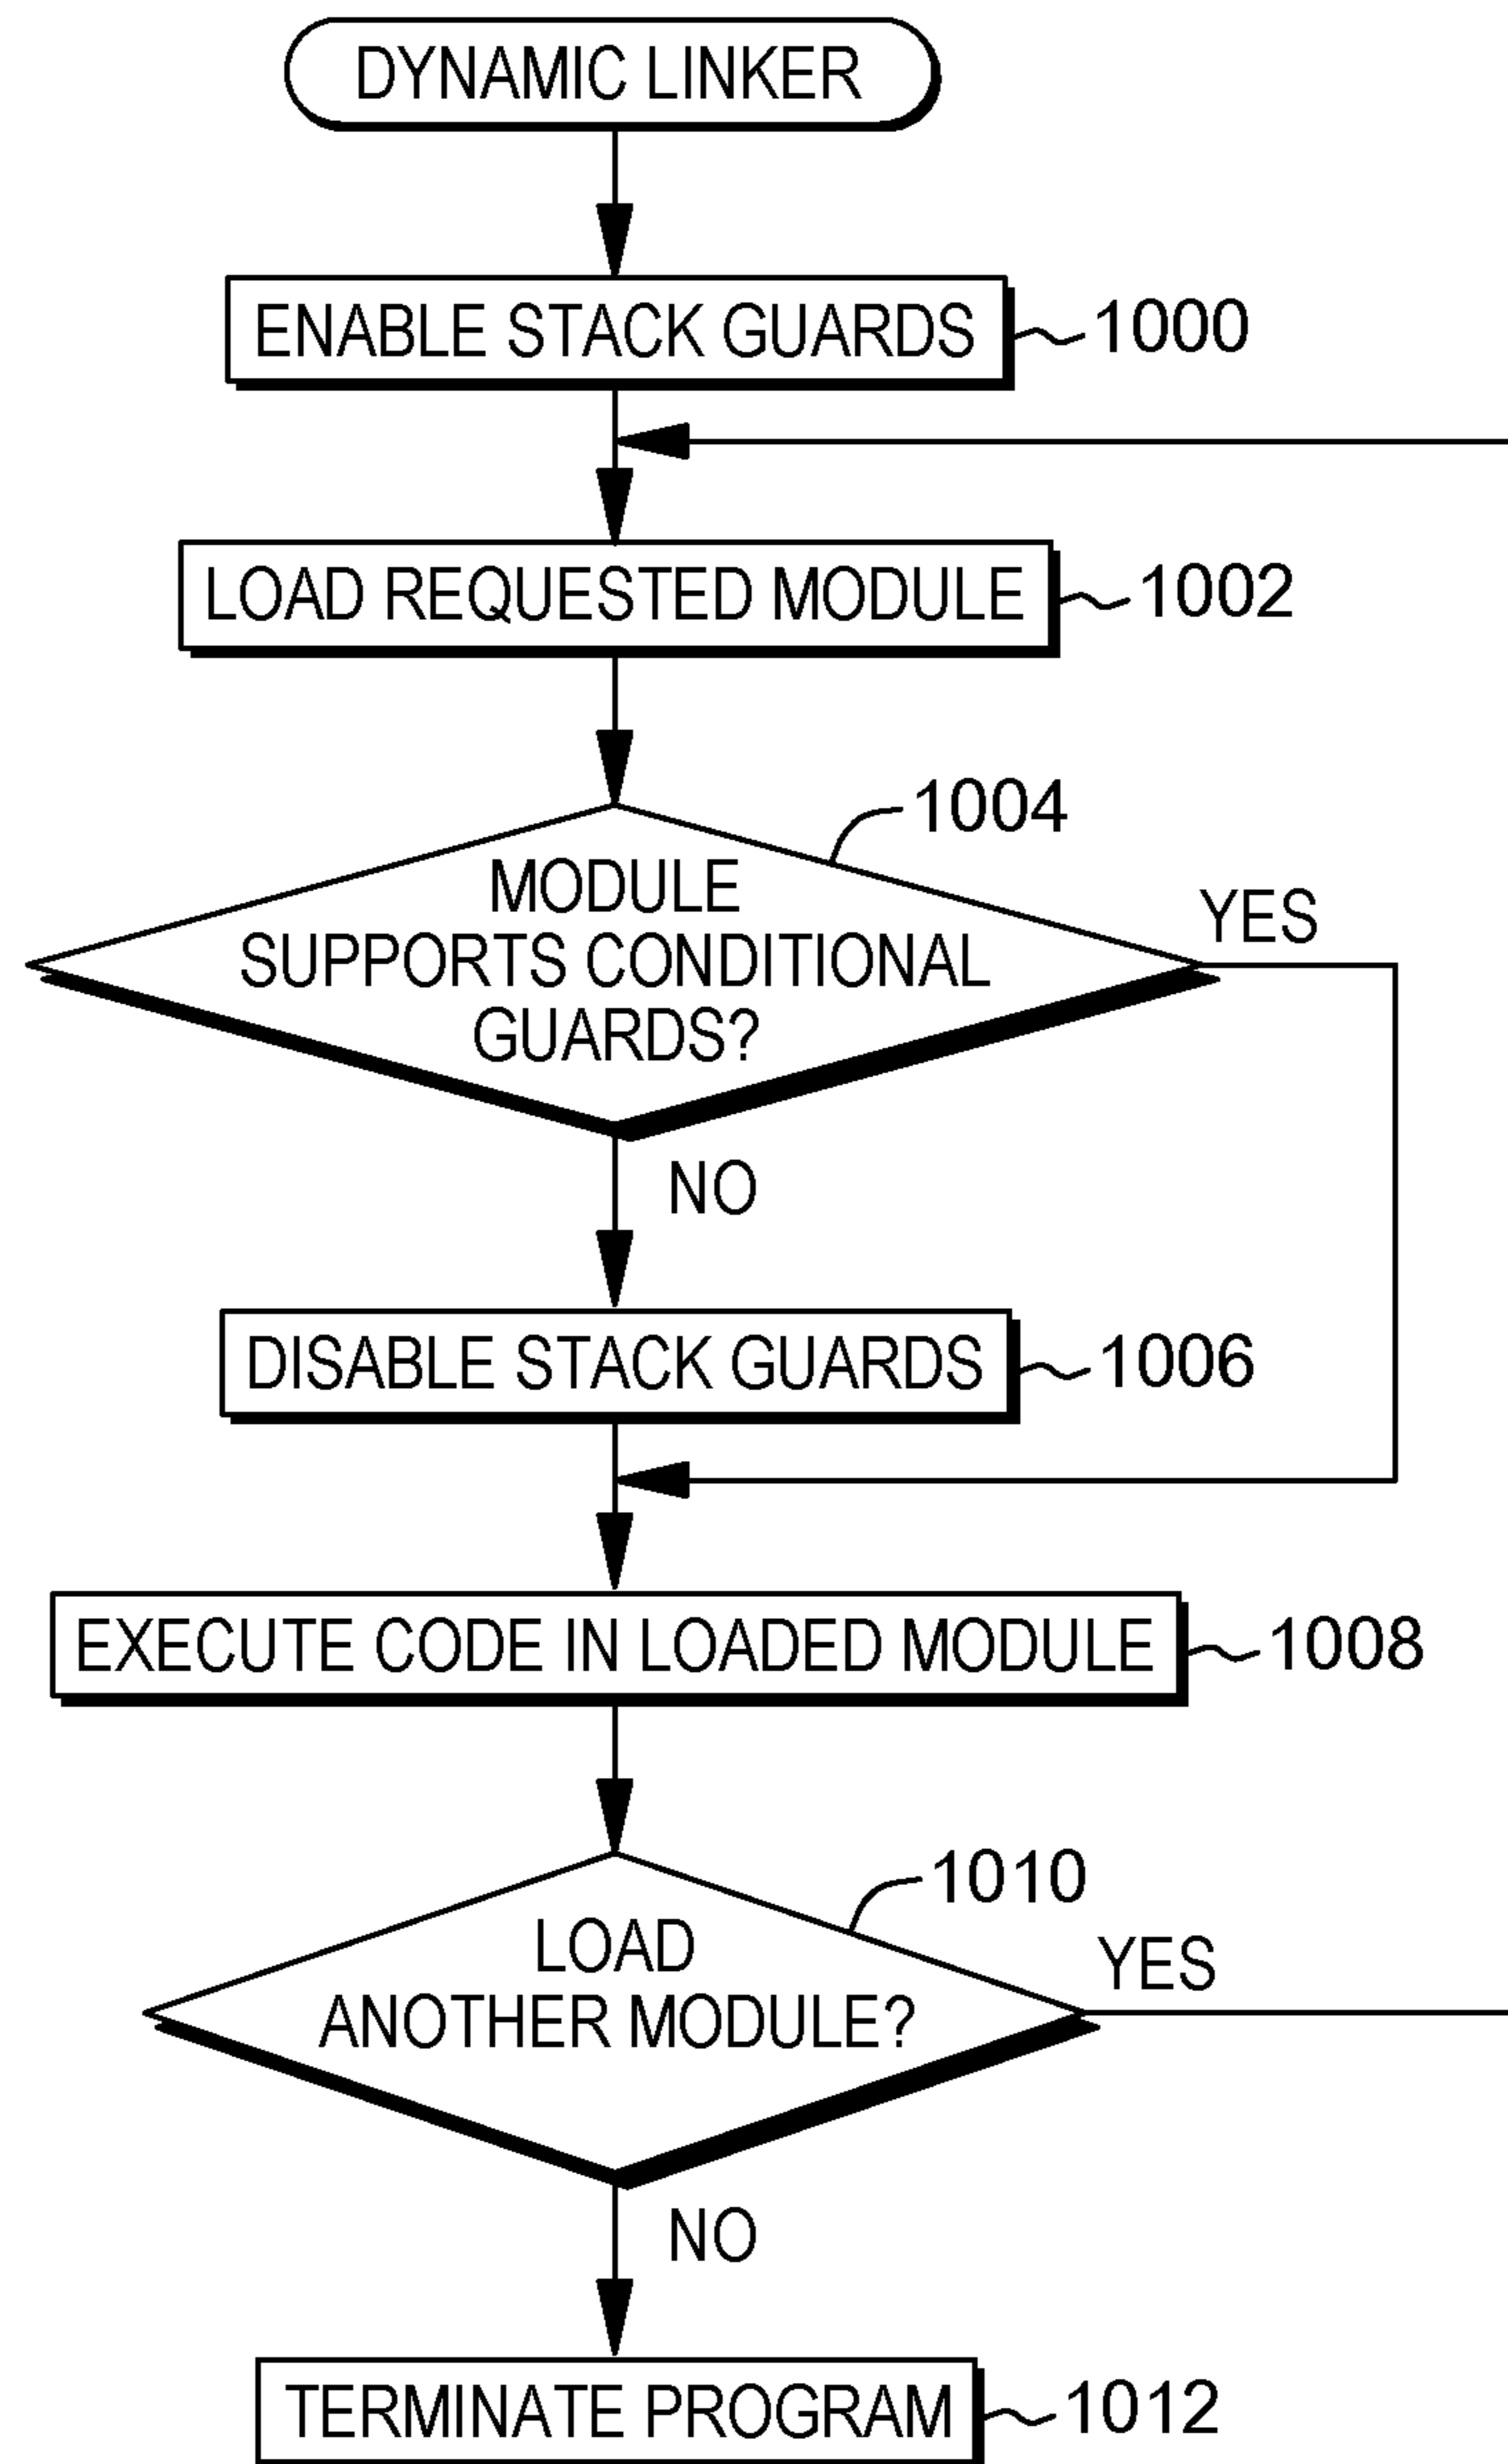 DYNAMIC LINKER
ENABLE STACK GUARDS
1000
LOAD REQUESTED MODULE
1002
1004
MODULE
SUPPORTS CONDITIONAL
GUARDS?
YES
NO
DISABLE STACK GUARDS
1006
EXECUTE CODE IN LOADED MODULE
1008
1010
LOAD
ANOTHER MODULE?
YES
NO
TERMINATE PROGRAM
1012